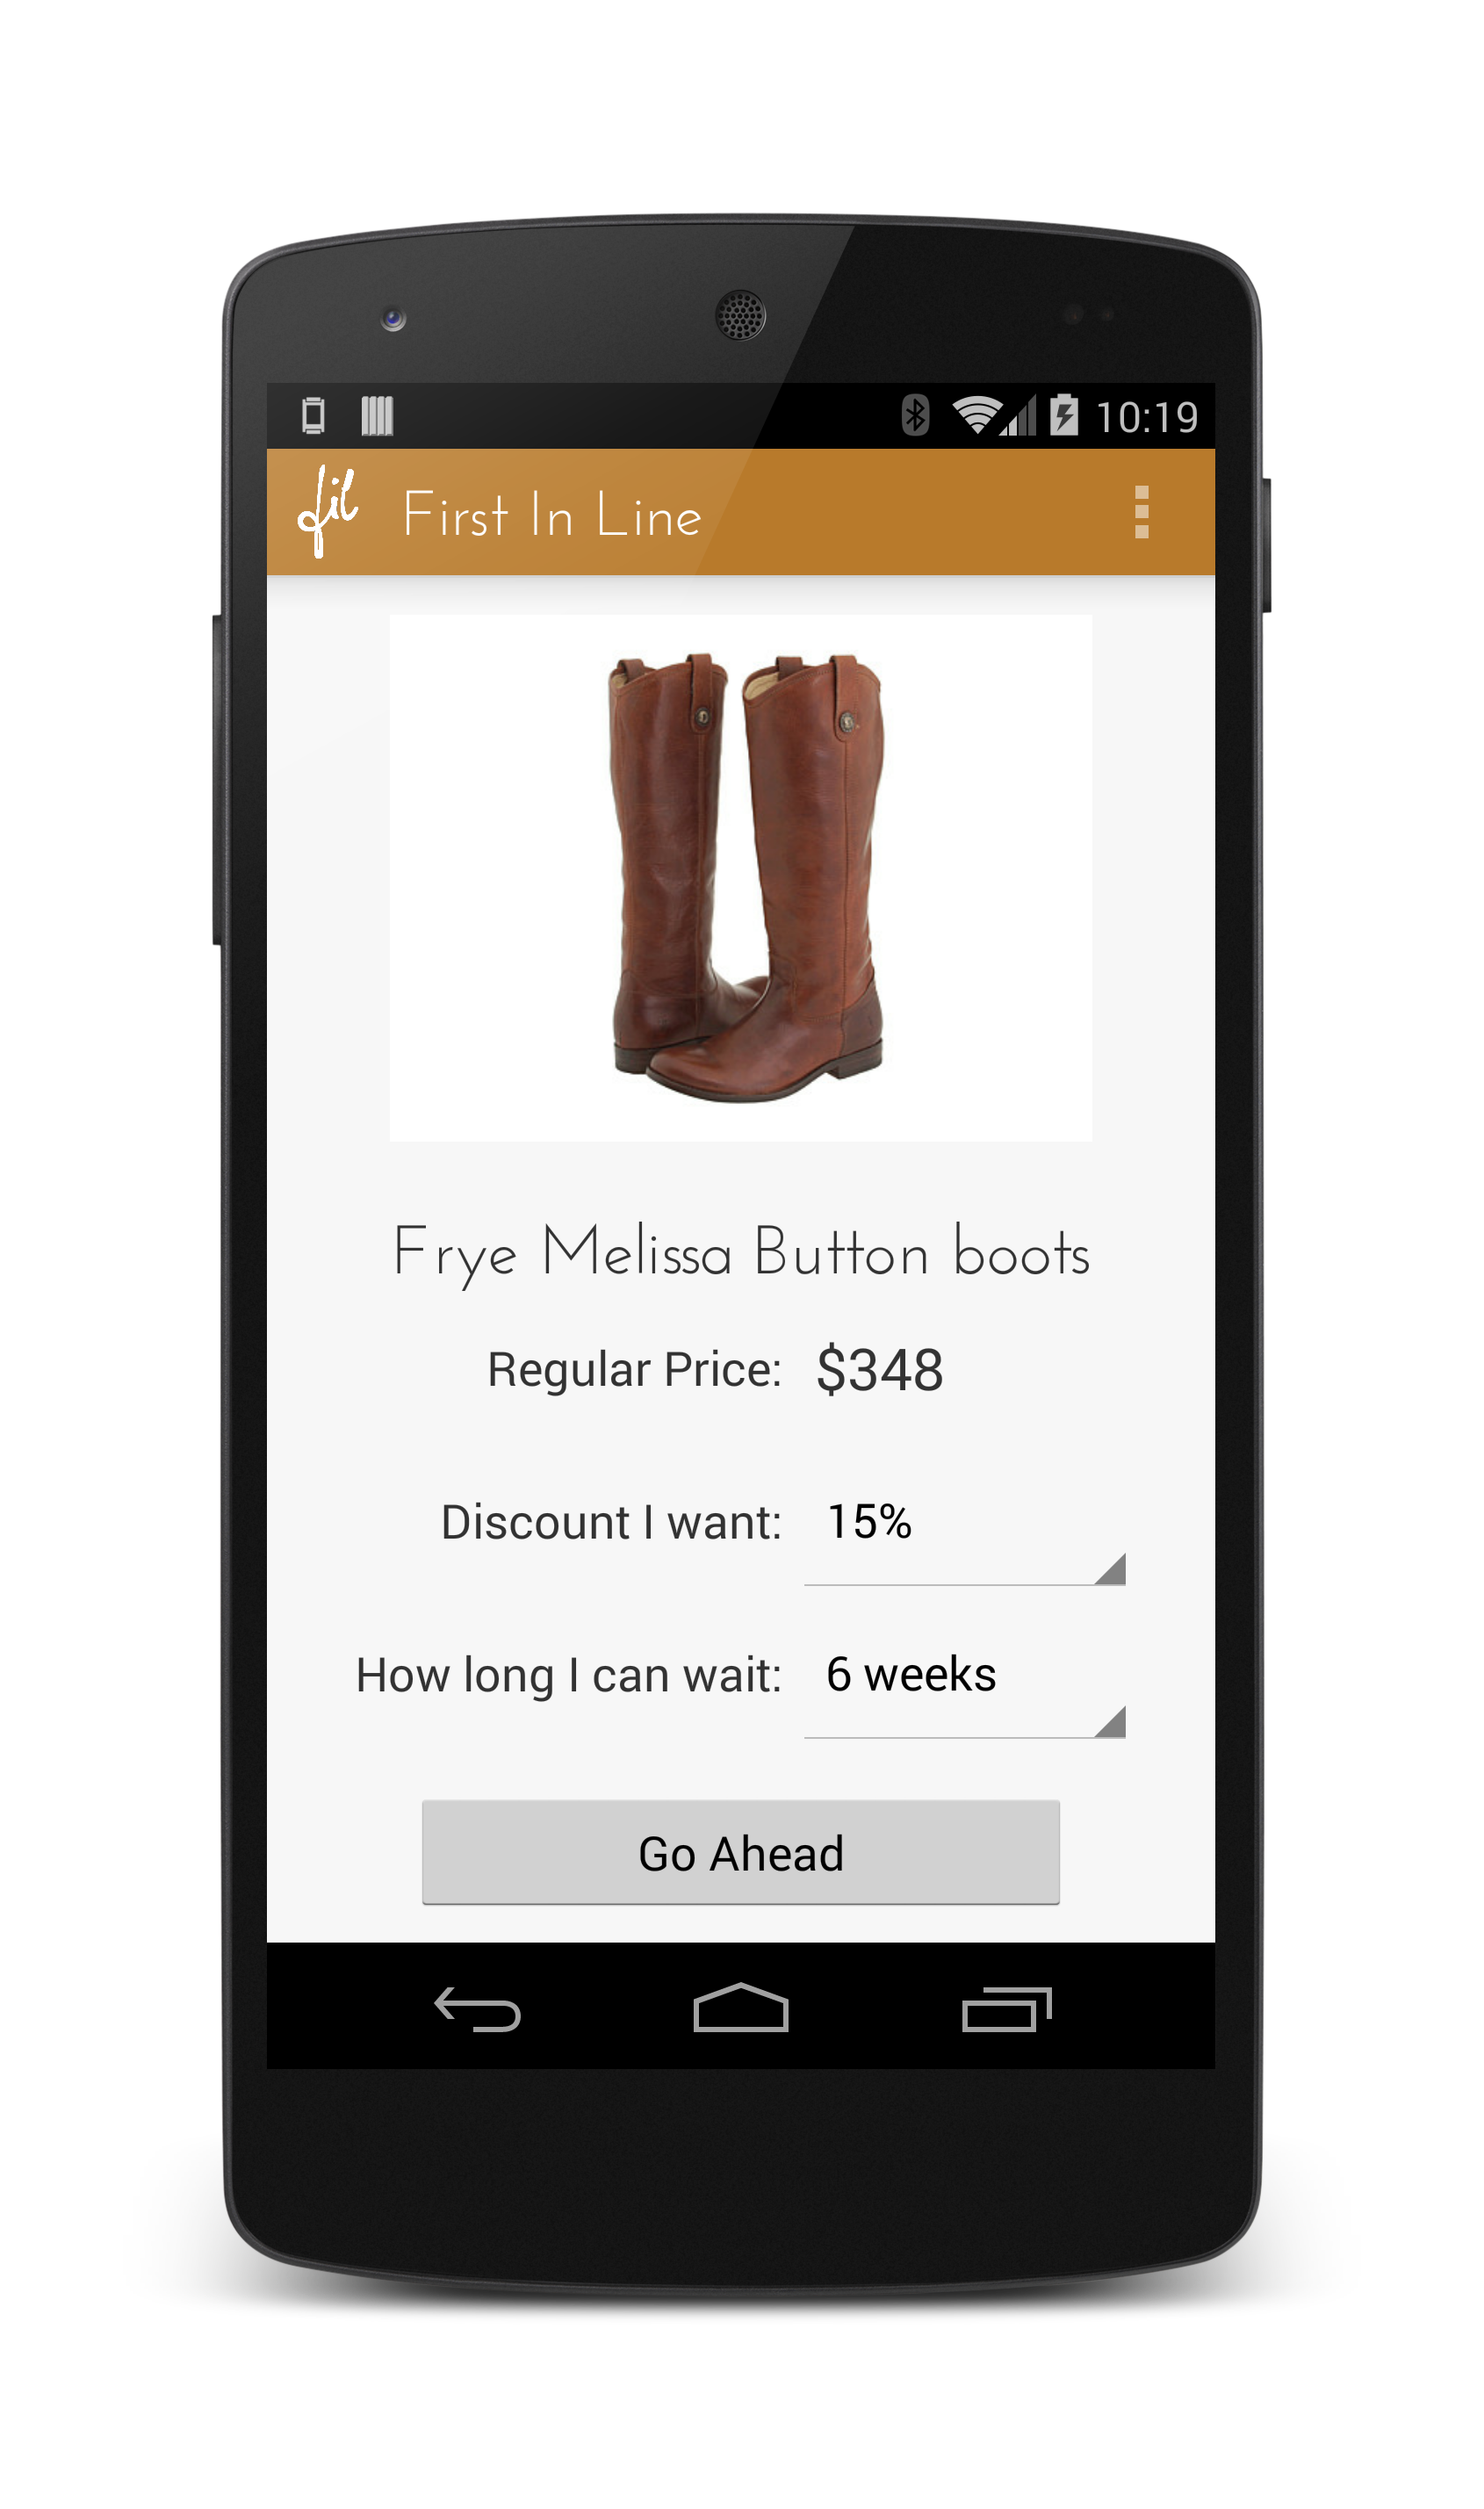 10:19
fil First In Line
Frye Melissa Button boots
Regular Price: $348
Discount I want: 15%
How long I can wait: 6 weeks
Go Ahead